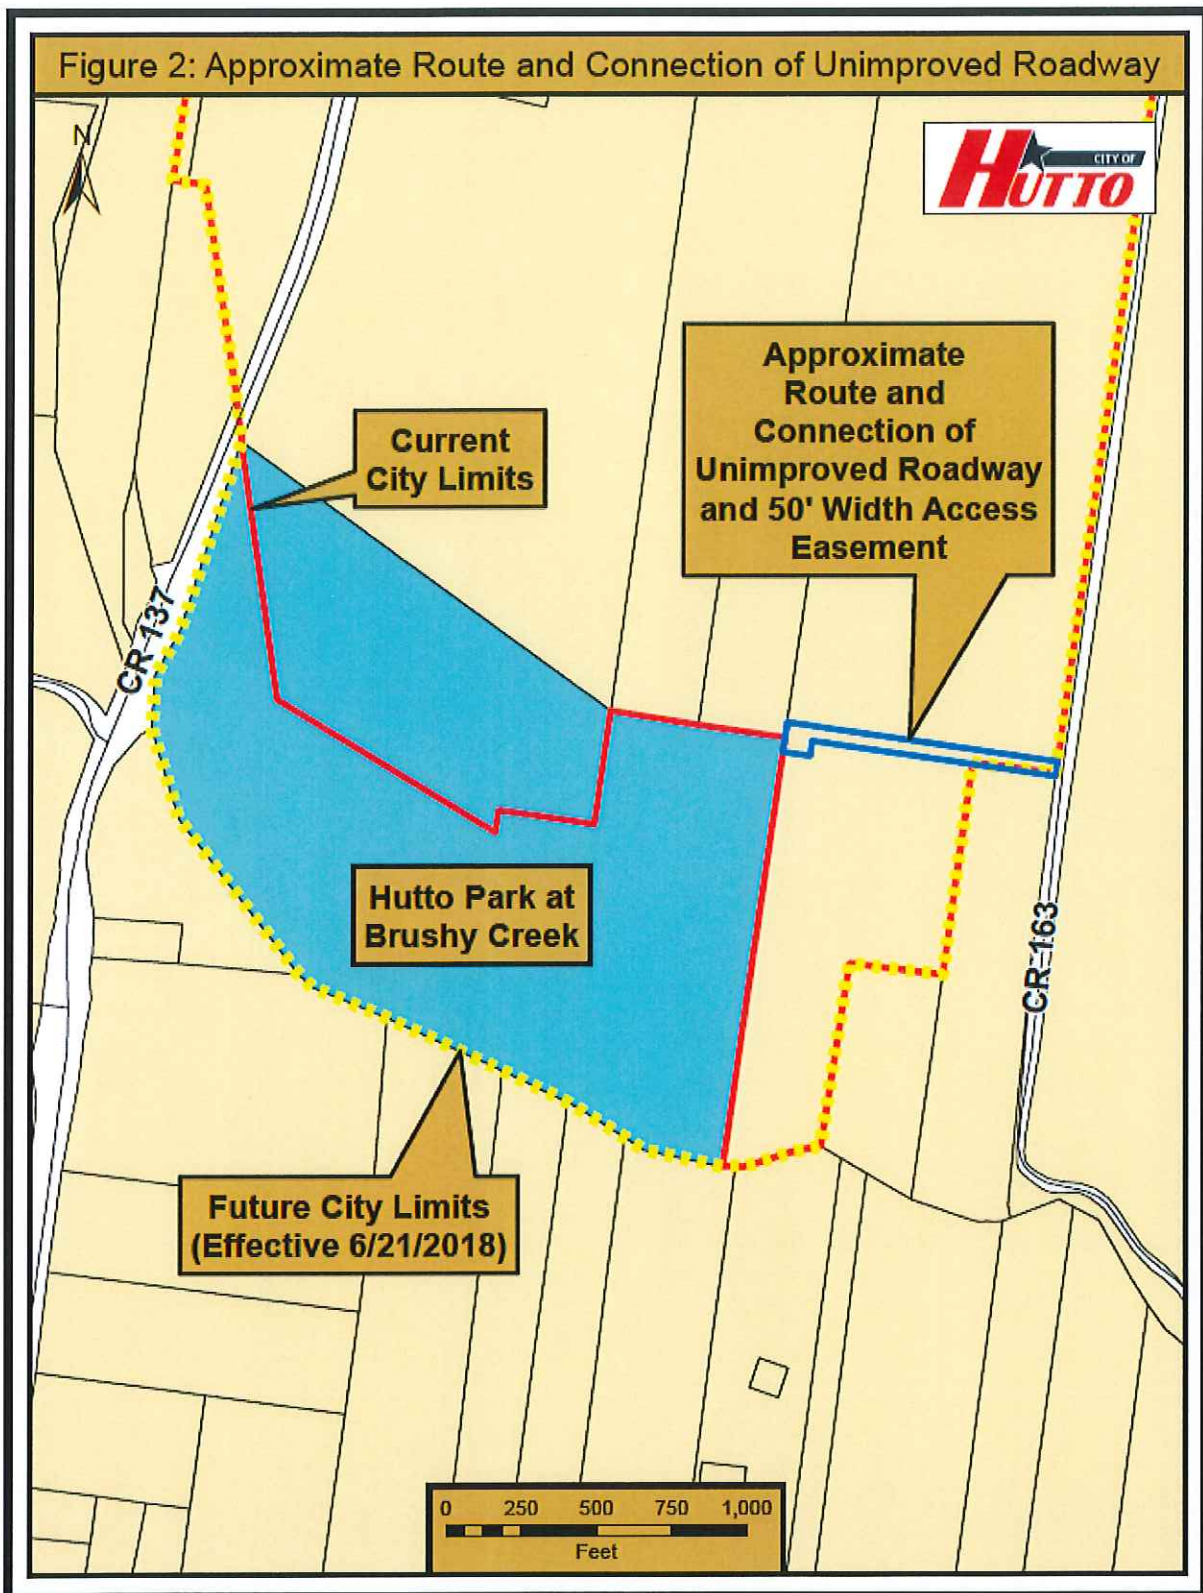 Figure 2: Approximate Route and Connection of Unimproved Roadway
N
CITY OF
HUTTO
Approximate
Route and
Connection of
Unimproved Roadway
and 50' Width Access
Easement
Current
City Limits
CR 137
Hutto Park at
Brushy Creek
CR 163
Future City Limits
(Effective 6/21/2018)
0 250 500 750 1,000
Feet